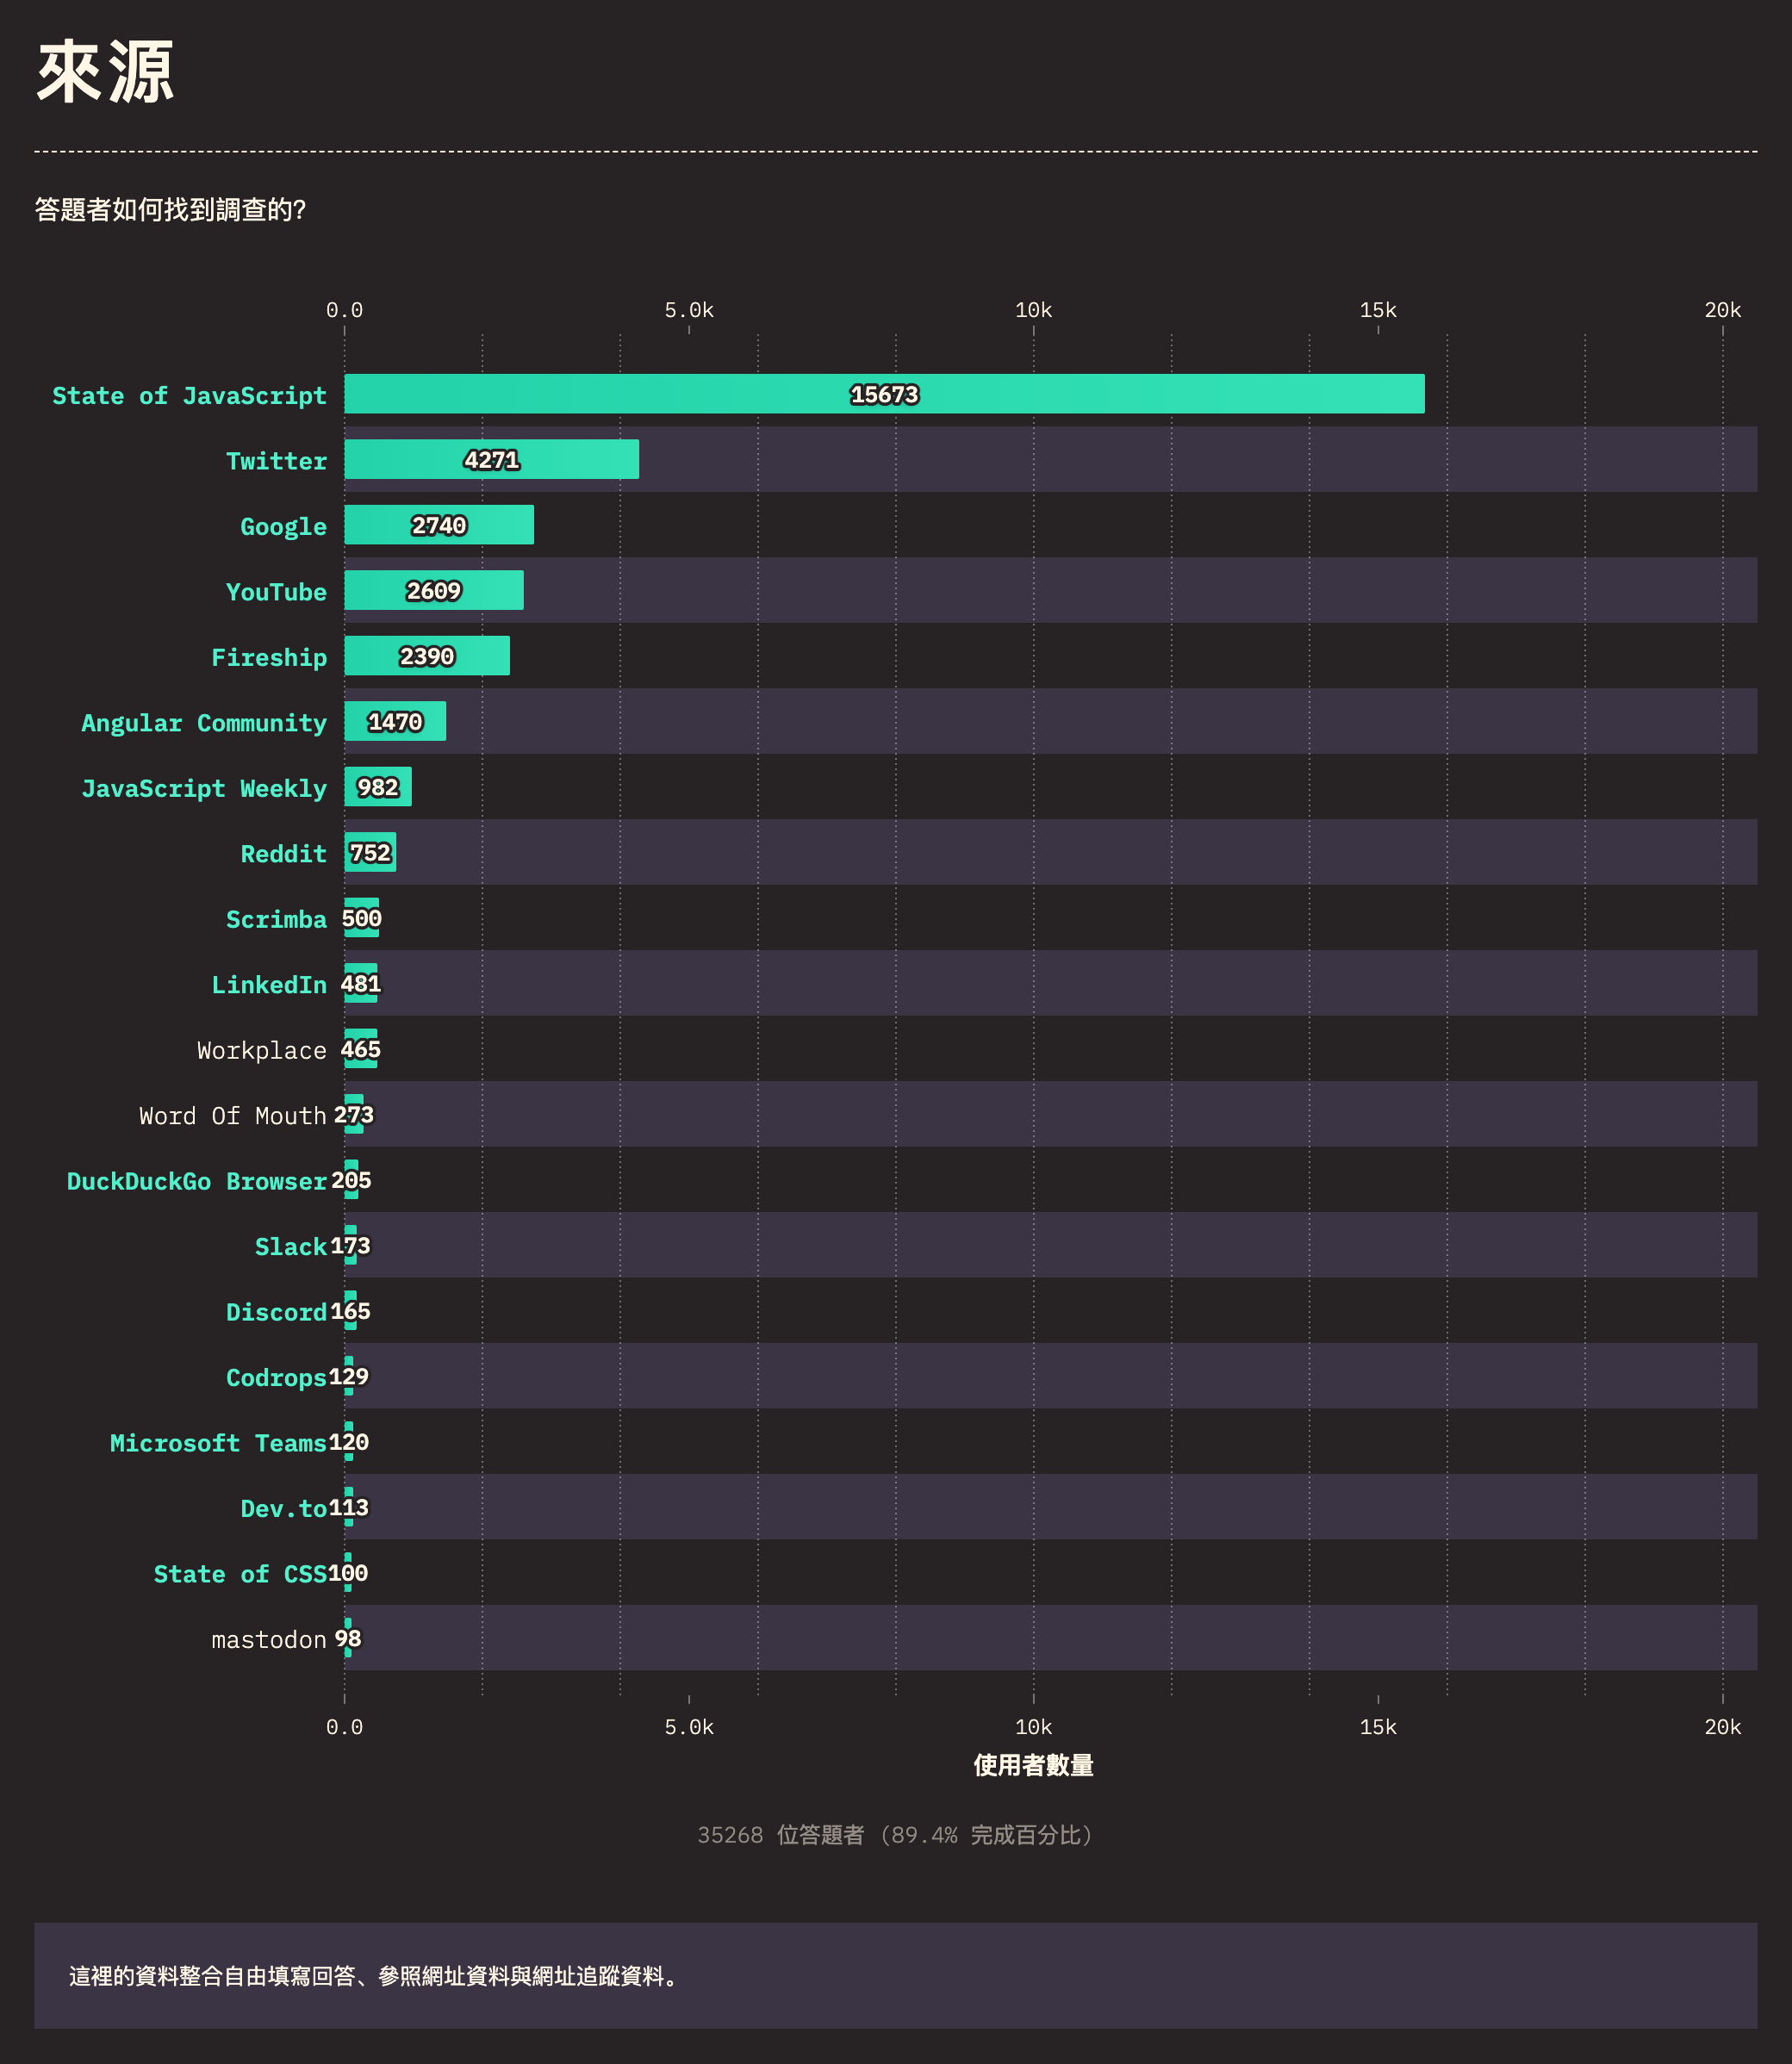 來源
答題者如何找到調查的?
0.0 5.0k 10k 15k 20k
State of JavaScript 15673
Twitter 4271
Google 2740
YouTube 2609
Fireship 2390
Angular Community 1470
JavaScript Weekly 982
Reddit 752
Scrimba 500
LinkedIn 481
Workplace 465
Word Of Mouth 273
DuckDuckGo Browser 205
Slack 173
Discord 165
Codrops 129
Microsoft Teams 120
Dev.to 113
State of CSS 100
mastodon 98
0.0 5.0k 10k 15k 20k
使用者數量
35268 位答題者 (89.4% 完成百分比)
這裡的資料整合自由填寫回答、參照網址資料與網址追蹤資料。